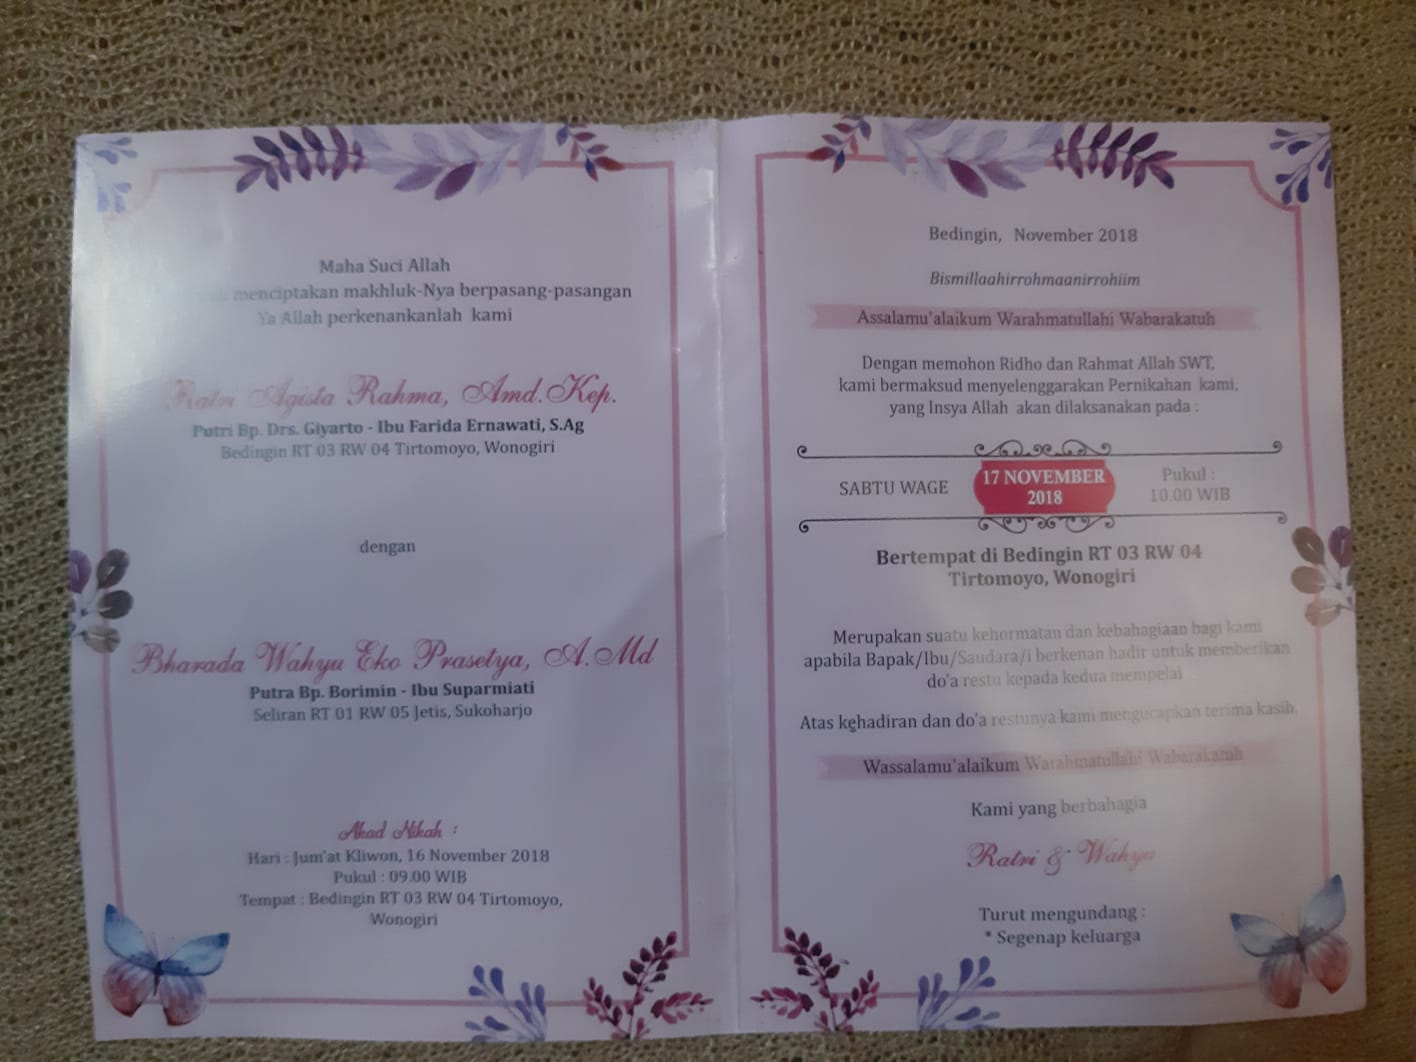 Maha Suci Allah
menciptakan makhluk-Nya berpasang-pasangan
Ya Allah perkenankanlah kami
Ratri Agista Rahma, Amd.Kep.
Putri Bp. Drs. Giyarto - Ibu Farida Ernawati, S.Ag
Bedingin RT 03 RW 04 Tirtomoyo, Wonogiri
dengan
Bharada Wahyu Eko Prasetya, A.Md
Putra Bp. Borimin - Ibu Suparmiati
Seliran RT 01 RW 05 Jetis, Sukoharjo
Akad Nikah :
Hari : Jum'at Kliwon, 16 November 2018
Pukul : 09.00 WIB
Tempat : Bedingin RT 03 RW 04 Tirtomoyo,
Wonogiri
Bedingin, November 2018
Bismillaahirrohmaanirrohiim
Assalamu'alaikum Warahmatullahi Wabarakatuh
Dengan memohon Ridho dan Rahmat Allah SWT,
kami bermaksud menyelenggarakan Pernikahan kami,
yang Insya Allah akan dilaksanakan pada :
SABTU WAGE
17 NOVEMBER
2018
Pukul :
10.00 WIB
Bertempat di Bedingin RT 03 RW 04
Tirtomoyo, Wonogiri
Merupakan suatu kehormatan dan kebahagiaan bagi kami
apabila Bapak/Ibu/Saudara/i berkenan hadir untuk memberikan
do'a restu kepada kedua mempelai
Atas kehadiran dan do'a restunya kami mengucapkan terima kasih.
Wassalamu'alaikum Warahmatullahi Wabarakatuh
Kami yang berbahagia
Ratri & Wahyu
Turut mengundang :
* Segenap keluarga